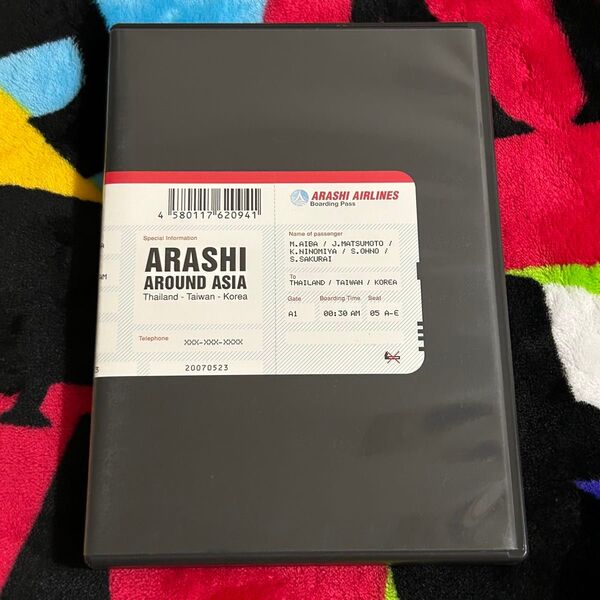 4 580117 620941
ARASHI AIRLINES
Boarding Pass
Special Information
ARASHI
AROUND ASIA
Thailand - Taiwan - Korea
Telephone
XXX-XXX-XXXX
20070523
Name of passenger
M.AIBA / J.MATSUMOTO /
K.NINOMIYA / S.OHNO /
S.SAKURAI
To
THAILAND / TAIWAN / KOREA
Gate Boarding Time Seat
A1 00:30 AM 05 A-E
AM
3